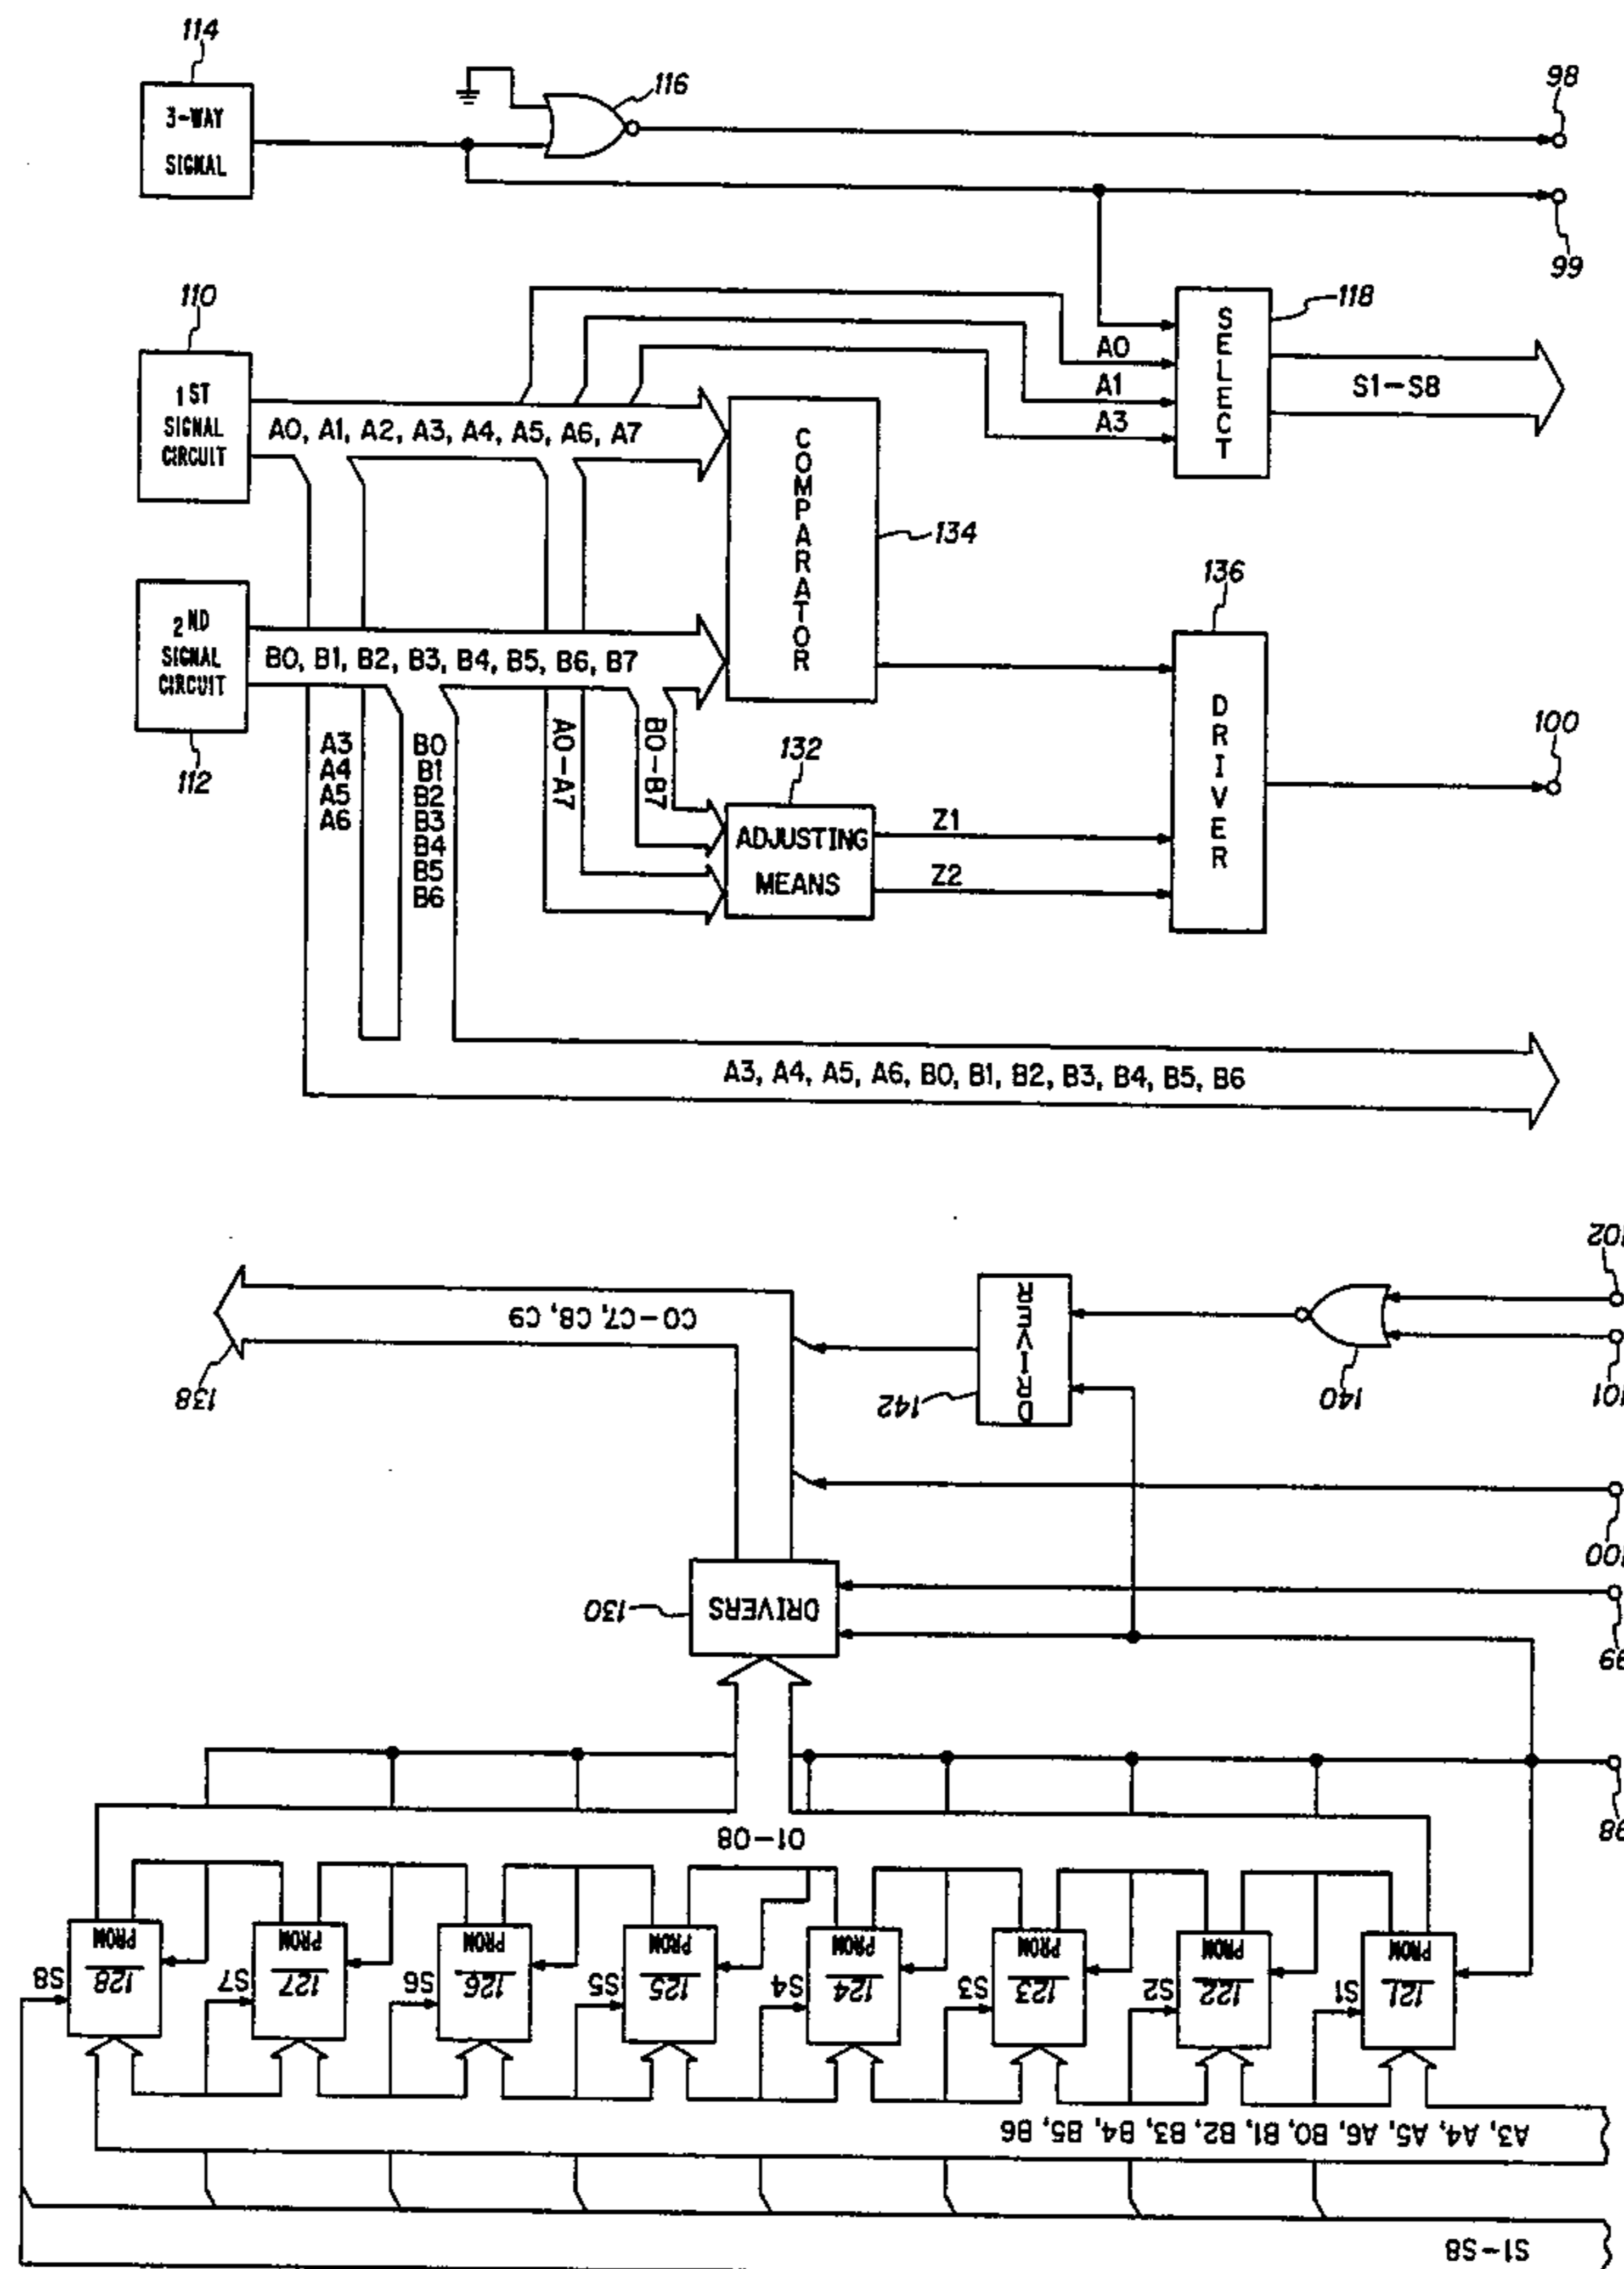 114
3-WAY
SIGNAL
116
98
99
110
1ST
SIGNAL
CIRCUIT
A0, A1, A2, A3, A4, A5, A6, A7
COMPARATOR
134
A0
A1
A3
SELECT
118
S1-S8
2ND
SIGNAL
CIRCUIT
112
B0, B1, B2, B3, B4, B5, B6, B7
A3
A4
A5
A6
B0
B1
B2
B3
B4
B5
B6
A0-A7
B0-B7
132
ADJUSTING
MEANS
Z1
Z2
136
DRIVER
100
A3, A4, A5, A6, B0, B1, B2, B3, B4, B5, B6
S1-S8
A3, A4, A5, A6, B0, B1, B2, B3, B4, B5, B6
S1
121
PROM
S2
122
PROM
S3
123
PROM
S4
124
PROM
S5
125
PROM
S6
126
PROM
S7
127
PROM
S8
128
PROM
O1-O8
98
99
DRIVERS
130
100
101
102
140
DRIVER
142
C0-C7, C8, C9
138